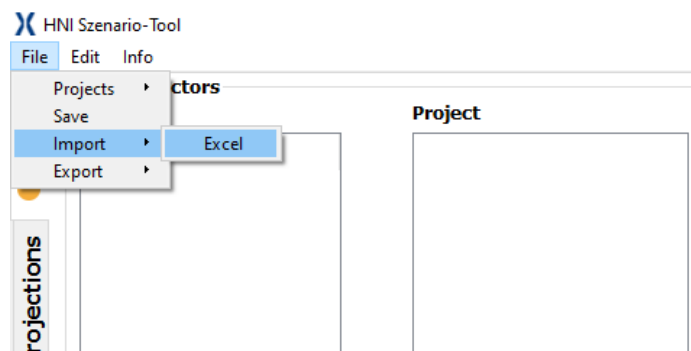 HNI Szenario-Tool
File Edit Info
Projects ctors
Save
Project
Import Excel
Export
rojections